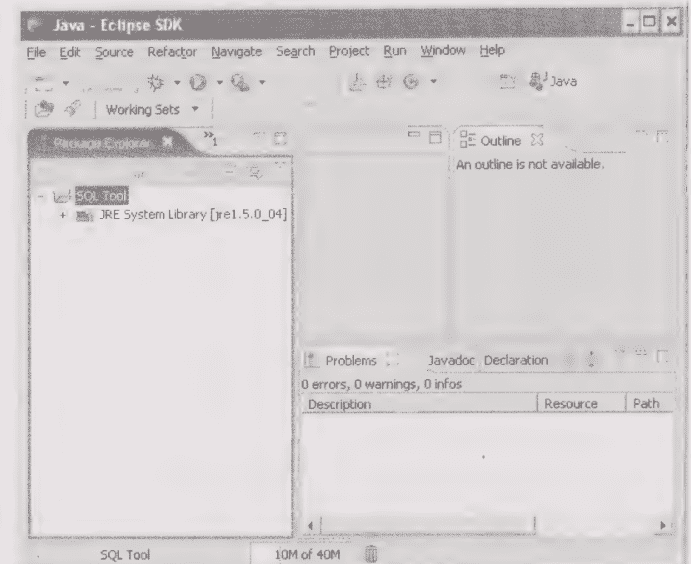 Java - Eclipse SDK
File Edit Source Refactor Navigate Search Project Run Window Help
Java
Working Sets
Package Explorer
1
Outline
An outline is not available.
SQL Tool
JRE System Library [jre1.5.0_04]
Problems Javadoc Declaration
0 errors, 0 warnings, 0 infos
Description Resource Path
SQL Tool 10M of 40M